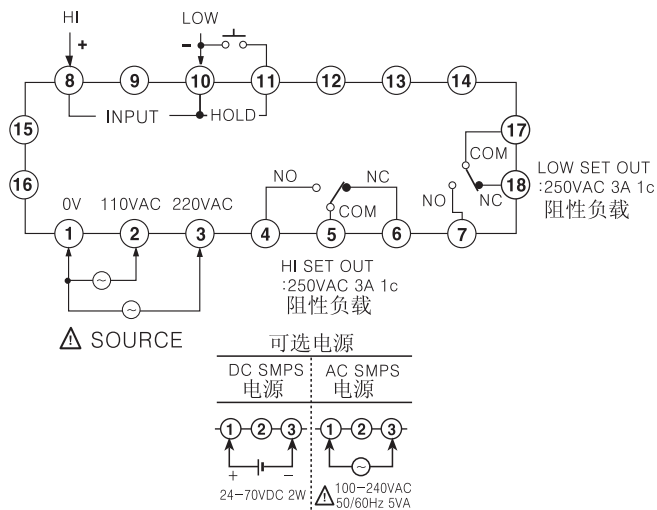 HI LOW
+ −
8 9 10 11 12 13 14
INPUT HOLD
15
17
COM
16
18
LOW SET OUT
:250VAC 3A 1c
阻性负载
NO NC
0V 110VAC 220VAC
NO NC
COM
1 2 3 4 5 6 7
HI SET OUT
:250VAC 3A 1c
阻性负载
~
~
! SOURCE
可选电源
DC SMPS
电源
AC SMPS
电源
1 2 3
1 2 3
+ −
~
24-70VDC 2W
! 100-240VAC
50/60Hz 5VA